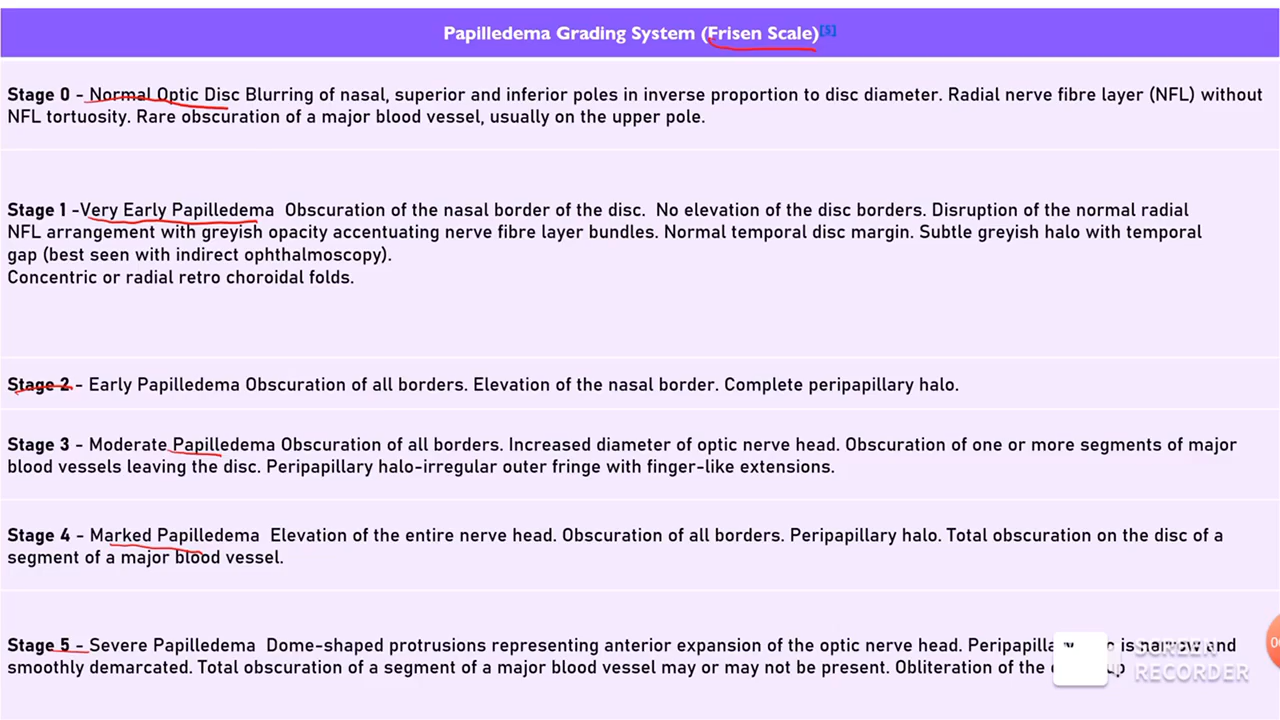 Papilledema Grading System (Frisen Scale)[5]
Stage 0 - Normal Optic Disc Blurring of nasal, superior and inferior poles in inverse proportion to disc diameter. Radial nerve fibre layer (NFL) without
NFL tortuosity. Rare obscuration of a major blood vessel, usually on the upper pole.
Stage 1 -Very Early Papilledema Obscuration of the nasal border of the disc. No elevation of the disc borders. Disruption of the normal radial
NFL arrangement with greyish opacity accentuating nerve fibre layer bundles. Normal temporal disc margin. Subtle greyish halo with temporal
gap (best seen with indirect ophthalmoscopy).
Concentric or radial retro choroidal folds.
Stage 2 - Early Papilledema Obscuration of all borders. Elevation of the nasal border. Complete peripapillary halo.
Stage 3 - Moderate Papilledema Obscuration of all borders. Increased diameter of optic nerve head. Obscuration of one or more segments of major
blood vessels leaving the disc. Peripapillary halo-irregular outer fringe with finger-like extensions.
Stage 4 - Marked Papilledema Elevation of the entire nerve head. Obscuration of all borders. Peripapillary halo. Total obscuration on the disc of a
segment of a major blood vessel.
Stage 5 - Severe Papilledema Dome-shaped protrusions representing anterior expansion of the optic nerve head. is narrow and
smoothly demarcated. Total obscuration of a segment of a major blood vessel may or may not be present. Obliteration of the
SCREEN
RECORDER